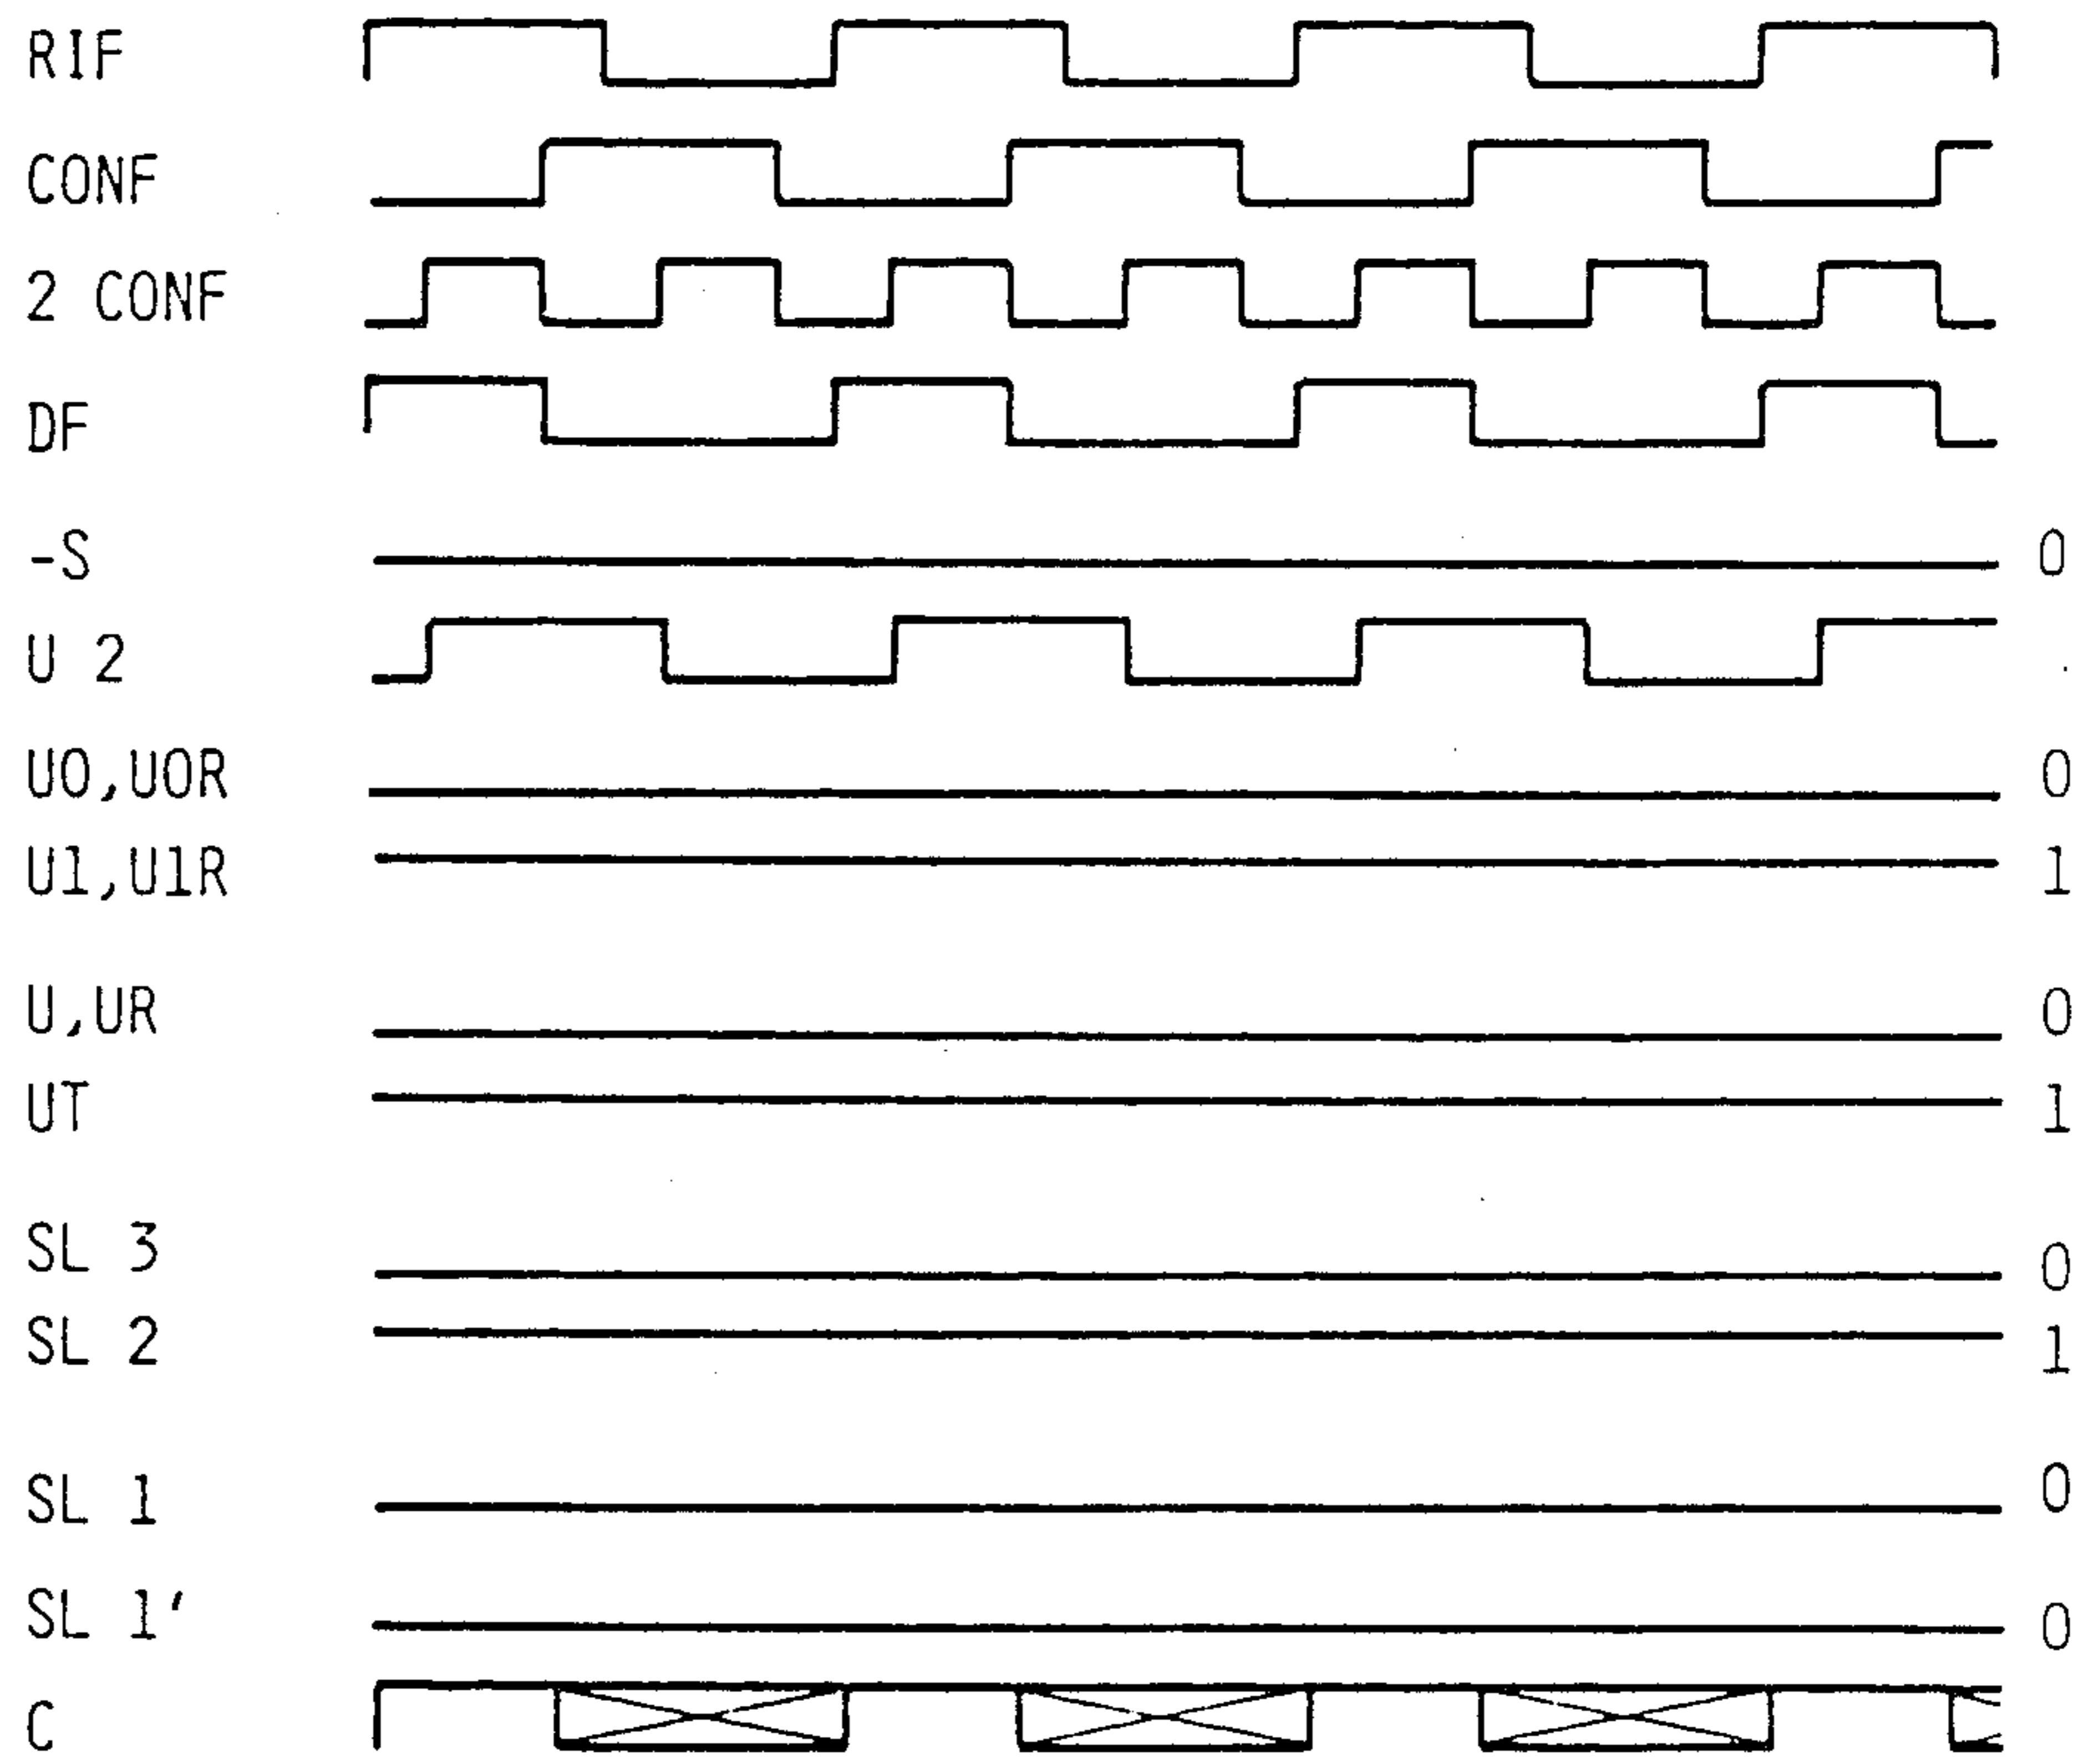 RIF
CONF
2 CONF
DF
-S 0
U 2
U0,U0R 0
U1,U1R 1
U,UR 0
UT 1
SL 3 0
SL 2 1
SL 1 0
SL 1' 0
C